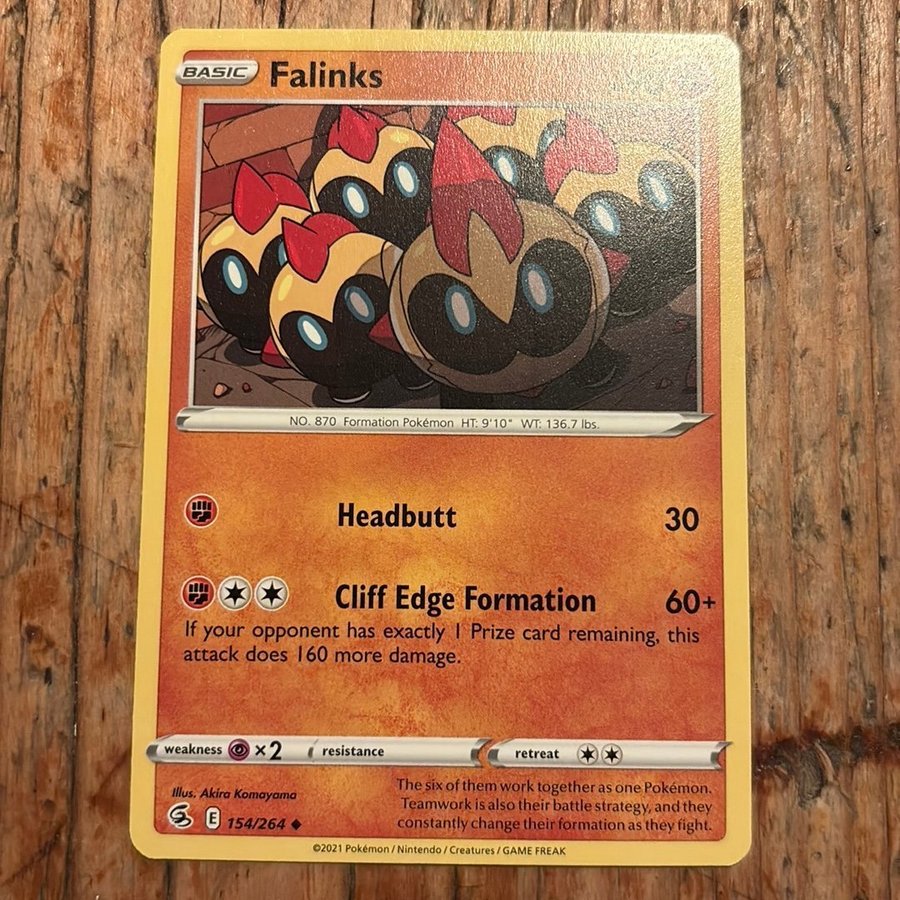 BASIC Falinks
NO. 870 Formation Pokémon HT: 9'10" WT: 136.7 lbs.
Headbutt 30
Cliff Edge Formation 60+
If your opponent has exactly 1 Prize card remaining, this
attack does 160 more damage.
weakness ×2 resistance retreat
Illus. Akira Komayama
The six of them work together as one Pokémon.
Teamwork is also their battle strategy, and they
constantly change their formation as they fight.
E 154/264
©2021 Pokémon / Nintendo / Creatures / GAME FREAK